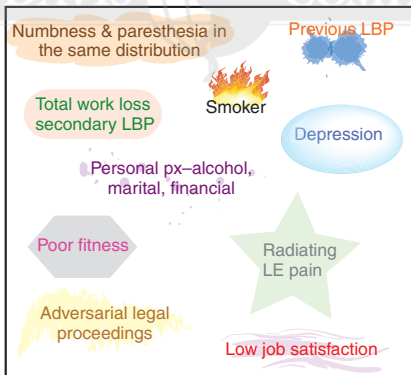 Numbness & paresthesia in
the same distribution
Previous LBP
Smoker
Total work loss
secondary LBP
Depression
Personal px–alcohol,
marital, financial
Poor fitness
Radiating
LE pain
Adversarial legal
proceedings
Low job satisfaction